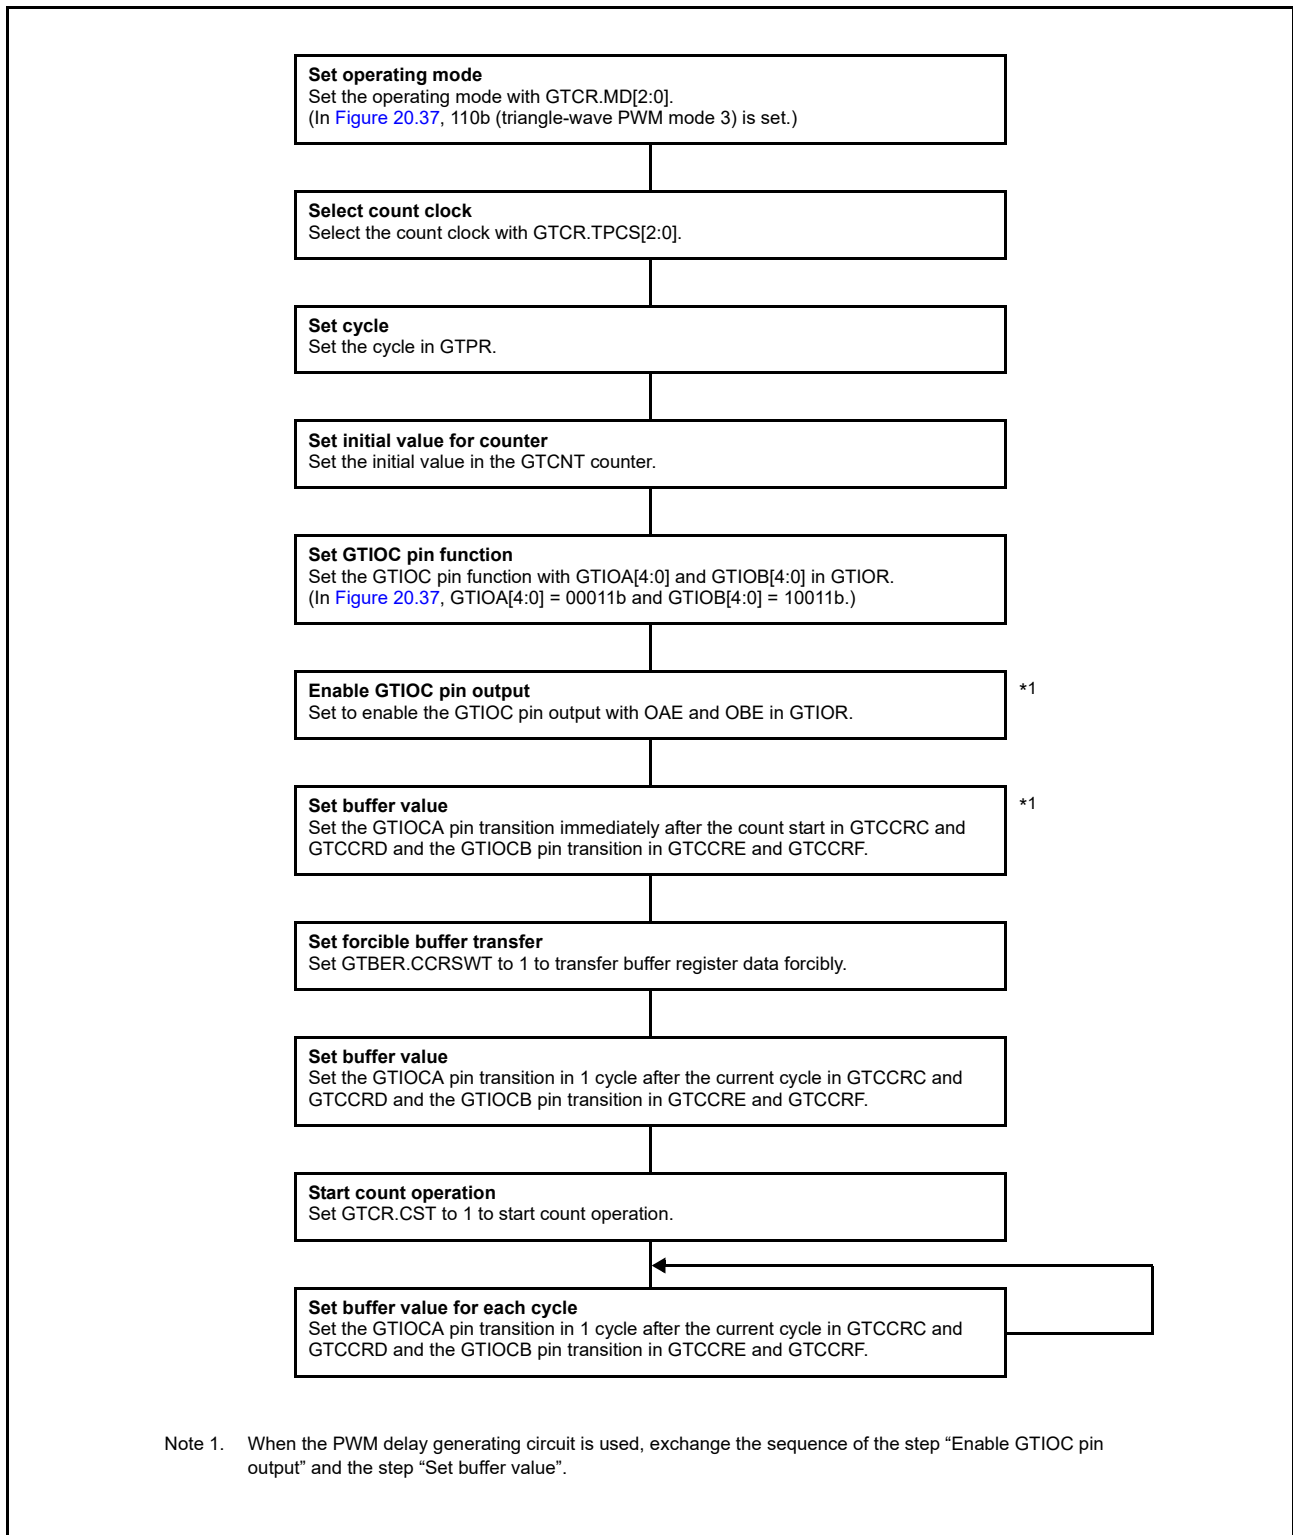 Set operating mode
Set the operating mode with GTCR.MD[2:0].
(In Figure 20.37, 110b (triangle-wave PWM mode 3) is set.)
Select count clock
Select the count clock with GTCR.TPCS[2:0].
Set cycle
Set the cycle in GTPR.
Set initial value for counter
Set the initial value in the GTCNT counter.
Set GTIOC pin function
Set the GTIOC pin function with GTIOA[4:0] and GTIOB[4:0] in GTIOR.
(In Figure 20.37, GTIOA[4:0] = 00011b and GTIOB[4:0] = 10011b.)
Enable GTIOC pin output
*1
Set to enable the GTIOC pin output with OAE and OBE in GTIOR.
Set buffer value
*1
Set the GTIOCA pin transition immediately after the count start in GTCCRC and
GTCCRD and the GTIOCB pin transition in GTCCRE and GTCCRF.
Set forcible buffer transfer
Set GTBER.CCRSWT to 1 to transfer buffer register data forcibly.
Set buffer value
Set the GTIOCA pin transition in 1 cycle after the current cycle in GTCCRC and
GTCCRD and the GTIOCB pin transition in GTCCRE and GTCCRF.
Start count operation
Set GTCR.CST to 1 to start count operation.
Set buffer value for each cycle
Set the GTIOCA pin transition in 1 cycle after the current cycle in GTCCRC and
GTCCRD and the GTIOCB pin transition in GTCCRE and GTCCRF.
Note 1. When the PWM delay generating circuit is used, exchange the sequence of the step “Enable GTIOC pin
output” and the step “Set buffer value”.